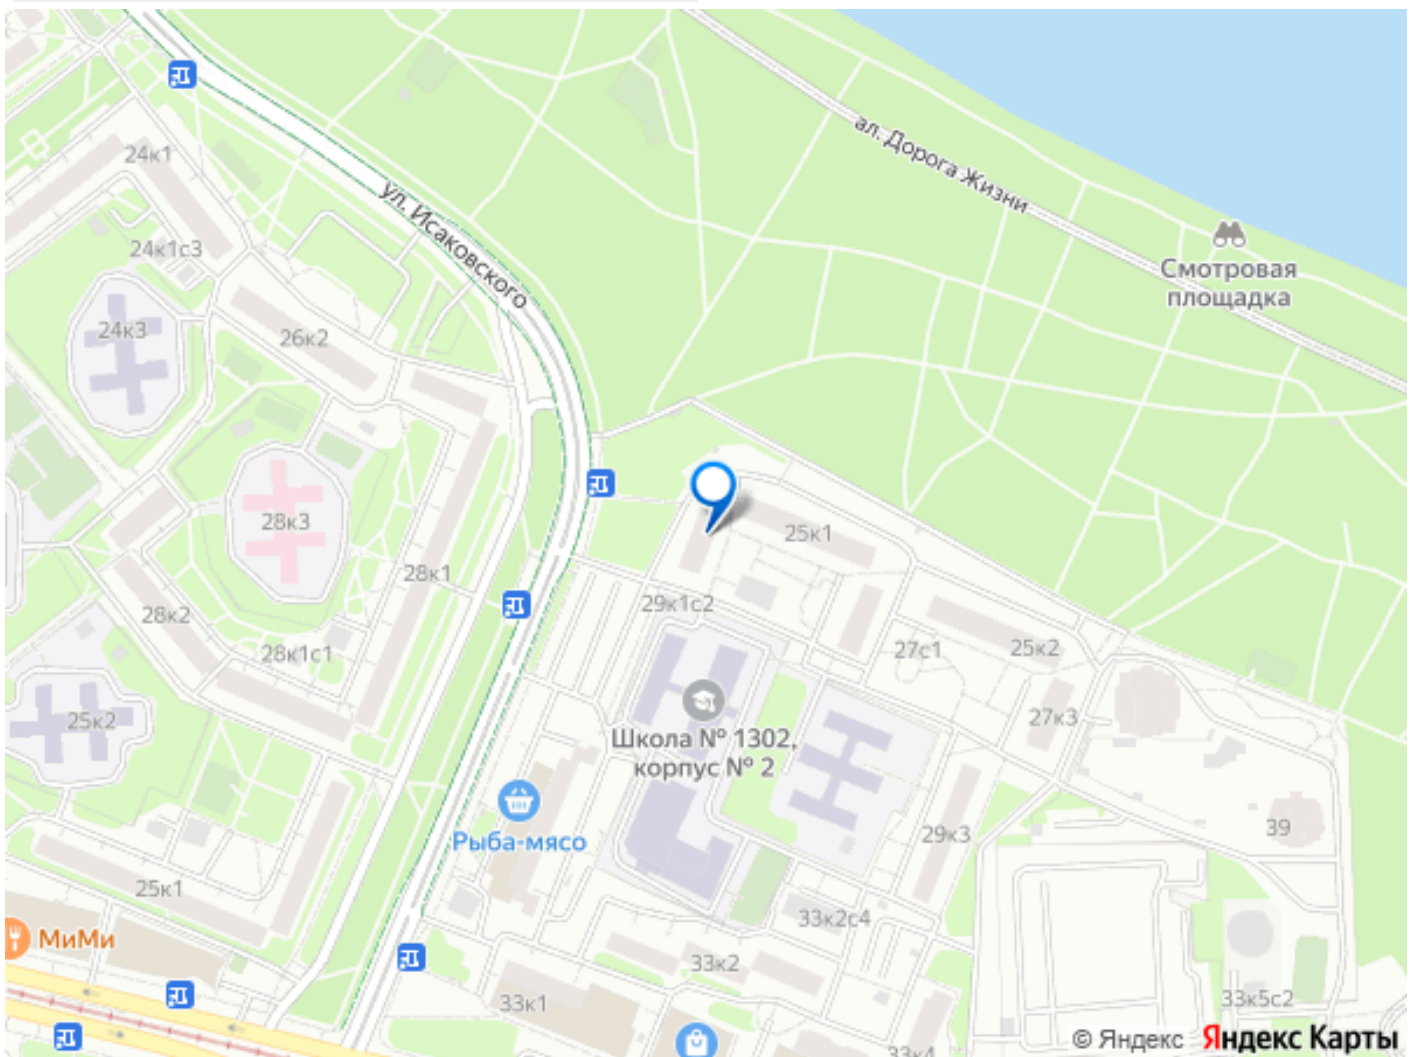 ал. Дорога Жизни
24к1
ул. Исаковского
24к1с3
Смотровая
площадка
24к3
26к2
28к3
25к1
28к1
29к1с2
28к2
27с1
25к2
28к1с1
25к2
27к3
Школа № 1302,
корпус № 2
39
29к3
Рыба-мясо
25к1
33к2с4
МиМи
33к2
33к1
33к5с2
33к4
© Яндекс Яндекс Карты